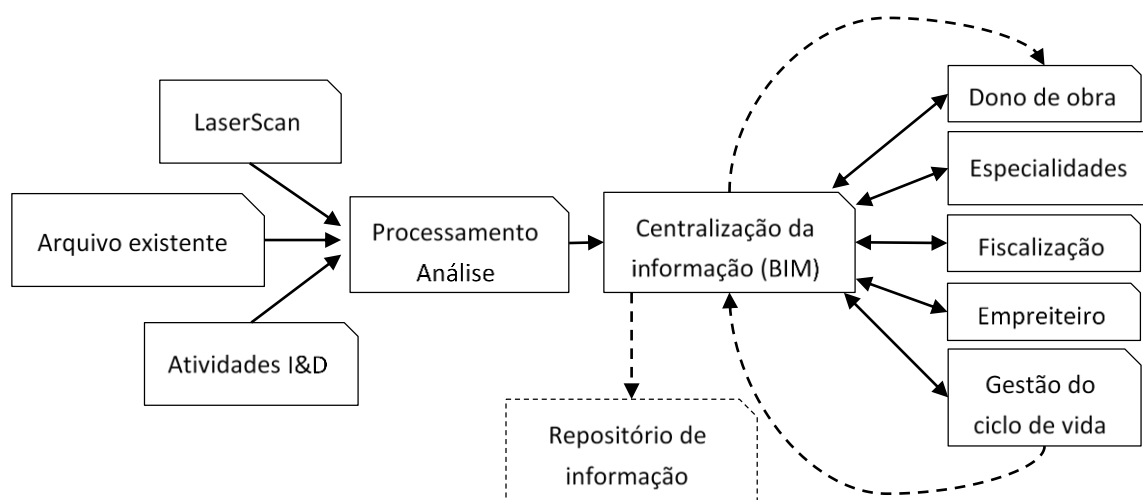 LaserScan
Arquivo existente
Atividades I&D
Processamento
Análise
Centralização da
informação (BIM)
Repositório de
informação
Dono de obra
Especialidades
Fiscalização
Empreiteiro
Gestão do
ciclo de vida